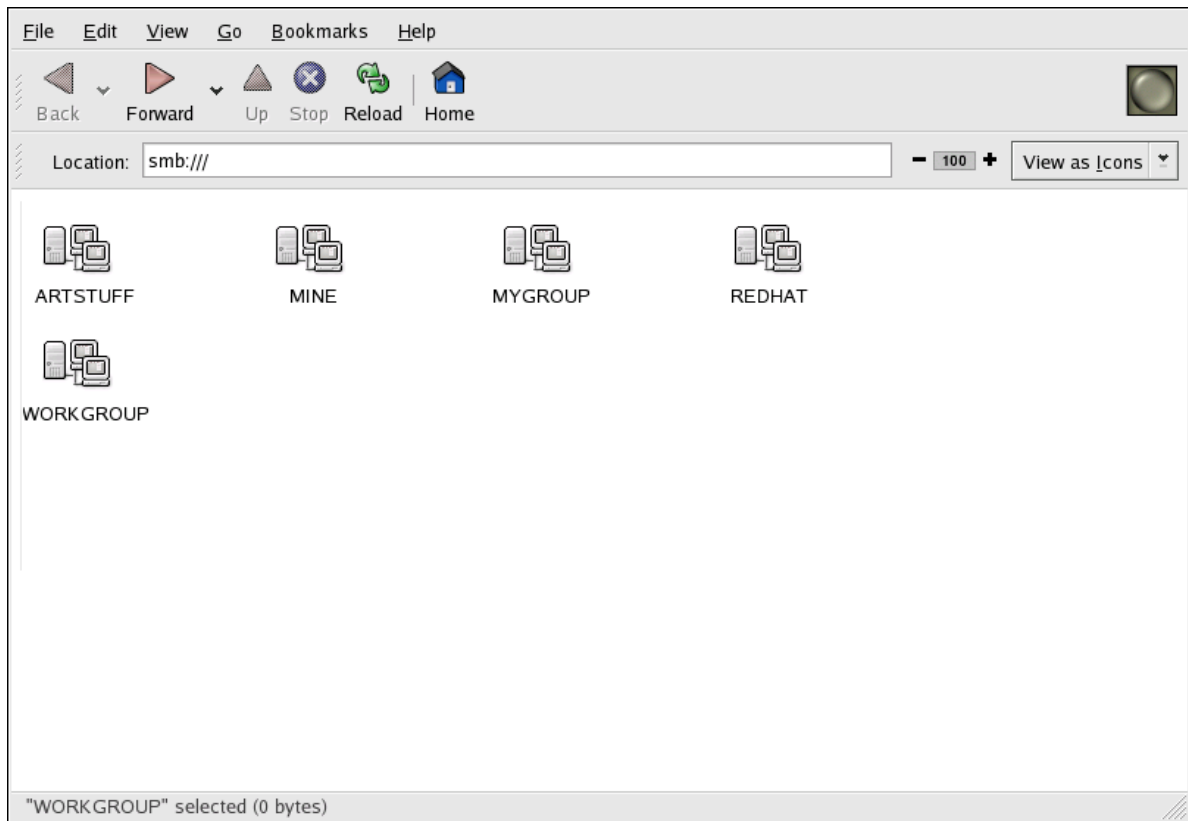 File Edit View Go Bookmarks Help
Back Forward Up Stop Reload Home
Location: smb:/// 100 View as Icons
ARTSTUFF MINE MYGROUP REDHAT
WORKGROUP
"WORKGROUP" selected (0 bytes)